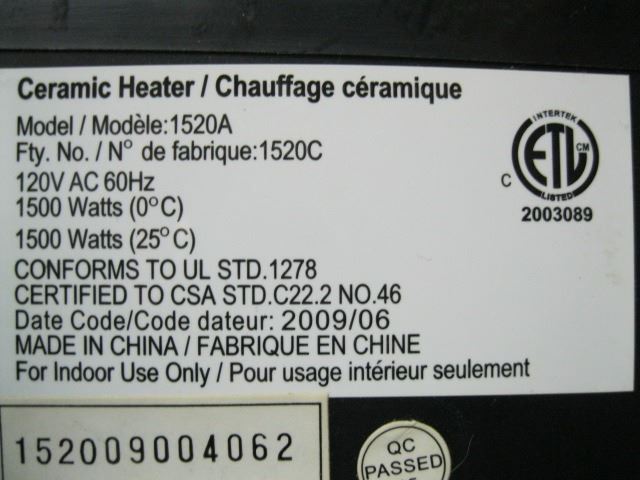 Ceramic Heater / Chauffage céramique
Model / Modèle:1520A
Fty. No. / N° de fabrique:1520C
120V AC 60Hz
1500 Watts (0°C)
1500 Watts (25°C)
CONFORMS TO UL STD.1278
CERTIFIED TO CSA STD.C22.2 NO.46
Date Code/Code dateur: 2009/06
MADE IN CHINA / FABRIQUE EN CHINE
For Indoor Use Only / Pour usage intérieur seulement
INTERTEK
ETL CM
C
LISTED
2003089
152009004062
QC
PASSED